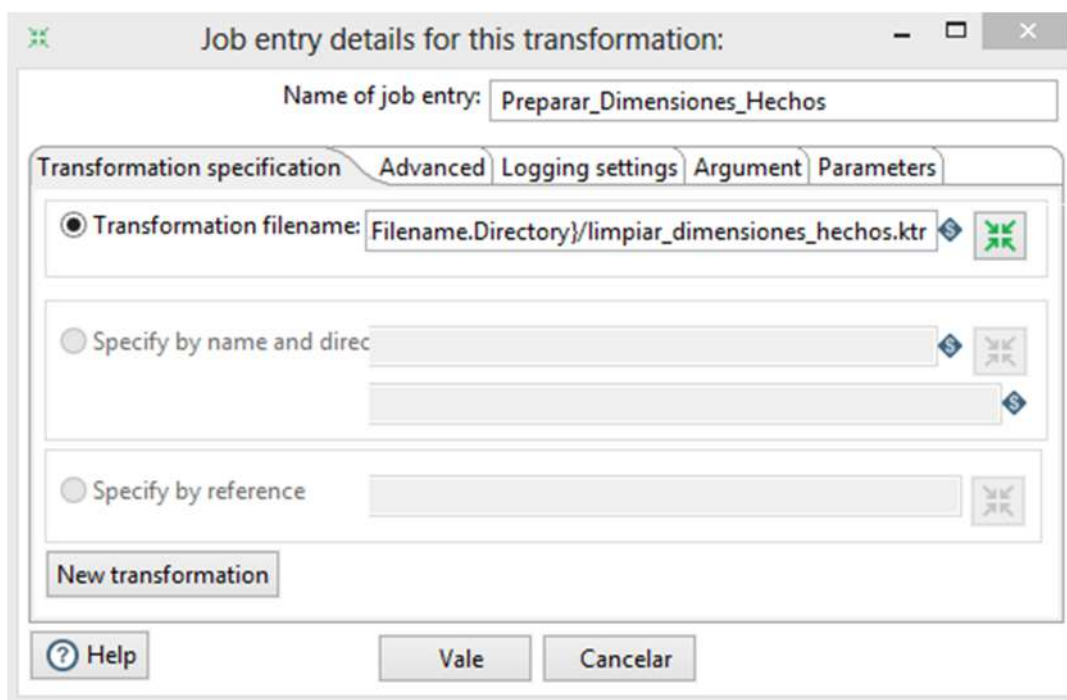 Job entry details for this transformation:
Name of job entry: Preparar_Dimensiones_Hechos
Transformation specification Advanced Logging settings Argument Parameters
Transformation filename: Filename.Directory}/limpiar_dimensiones_hechos.ktr
Specify by name and direc
Specify by reference
New transformation
Help Vale Cancelar